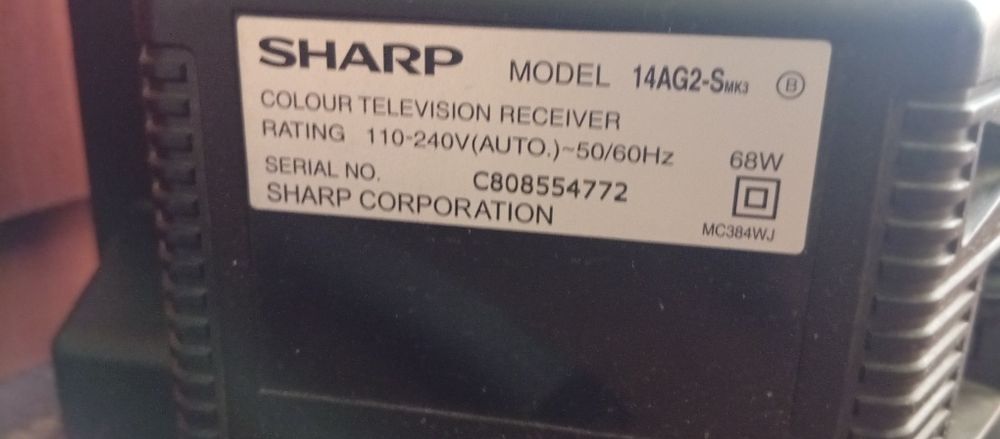 SHARP MODEL 14AG2-SMK3 B
COLOUR TELEVISION RECEIVER
RATING 110-240V(AUTO.)~50/60Hz 68W
SERIAL NO. C808554772
SHARP CORPORATION
MC384WJ